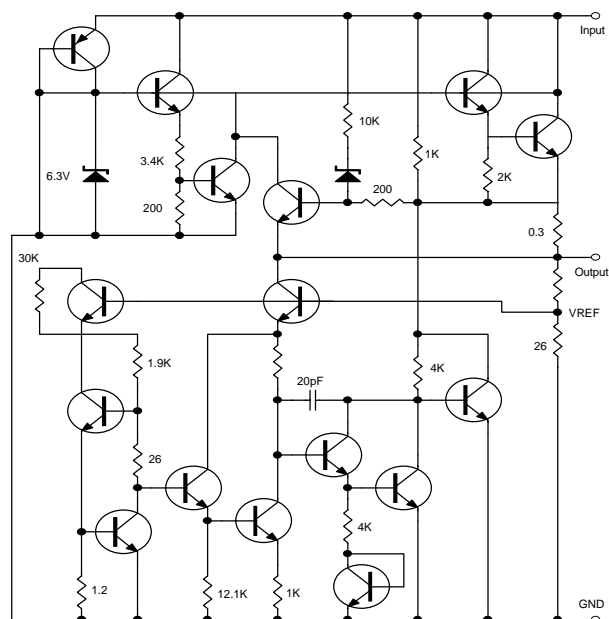 Input
10K
3.4K
1K
6.3V
2K
200
200
0.3
30K
Output
VREF
1.9K
26
4K
20pF
26
4K
GND
1.2
12.1K
1K